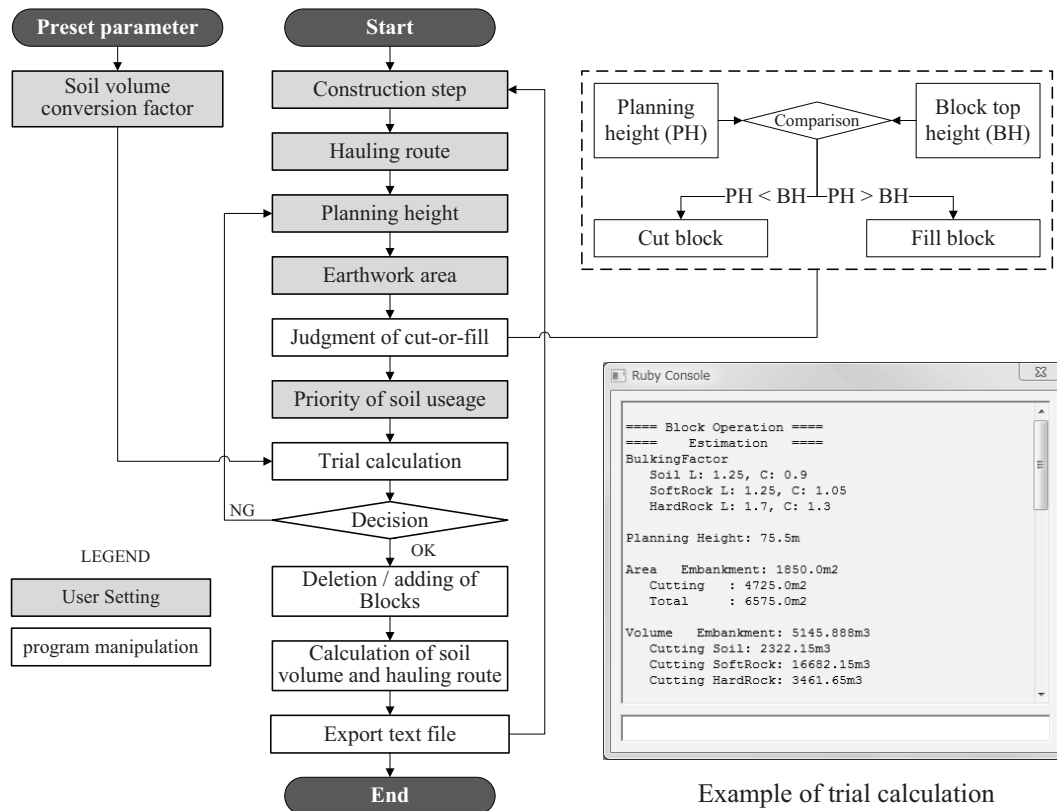 Preset parameter
Soil volume
conversion factor
Start
Construction step
Hauling route
Planning height
Earthwork area
Judgment of cut-or-fill
Priority of soil useage
Trial calculation
Decision
NG
OK
Deletion / adding of
Blocks
Calculation of soil
volume and hauling route
Export text file
End
LEGEND
User Setting
program manipulation
Planning
height (PH)
Comparison
Block top
height (BH)
PH < BH
PH > BH
Cut block
Fill block
Ruby Console
==== Block Operation ====
==== Estimation ====
BulkingFactor
Soil L: 1.25, C: 0.9
SoftRock L: 1.25, C: 1.05
HardRock L: 1.7, C: 1.3
Planning Height: 75.5m
Area Embankment: 1850.0m2
Cutting : 4725.0m2
Total : 6575.0m2
Volume Embankment: 5145.888m3
Cutting Soil: 2322.15m3
Cutting SoftRock: 16682.15m3
Cutting HardRock: 3461.65m3
Example of trial calculation